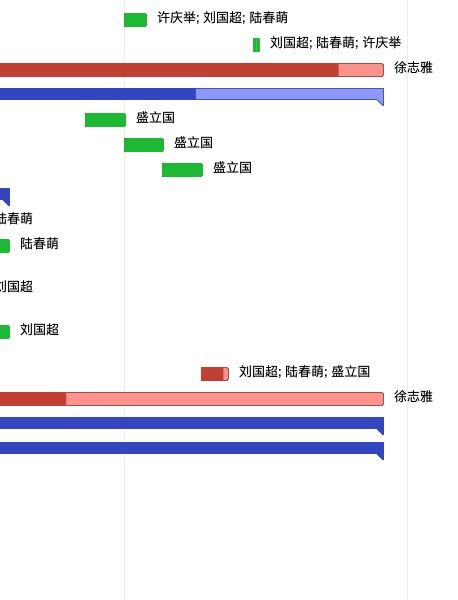 许庆举; 刘国超; 陆春萌
刘国超; 陆春萌; 许庆举
徐志雅
盛立国
盛立国
盛立国
陆春萌
陆春萌
刘国超
刘国超
刘国超; 陆春萌; 盛立国
徐志雅